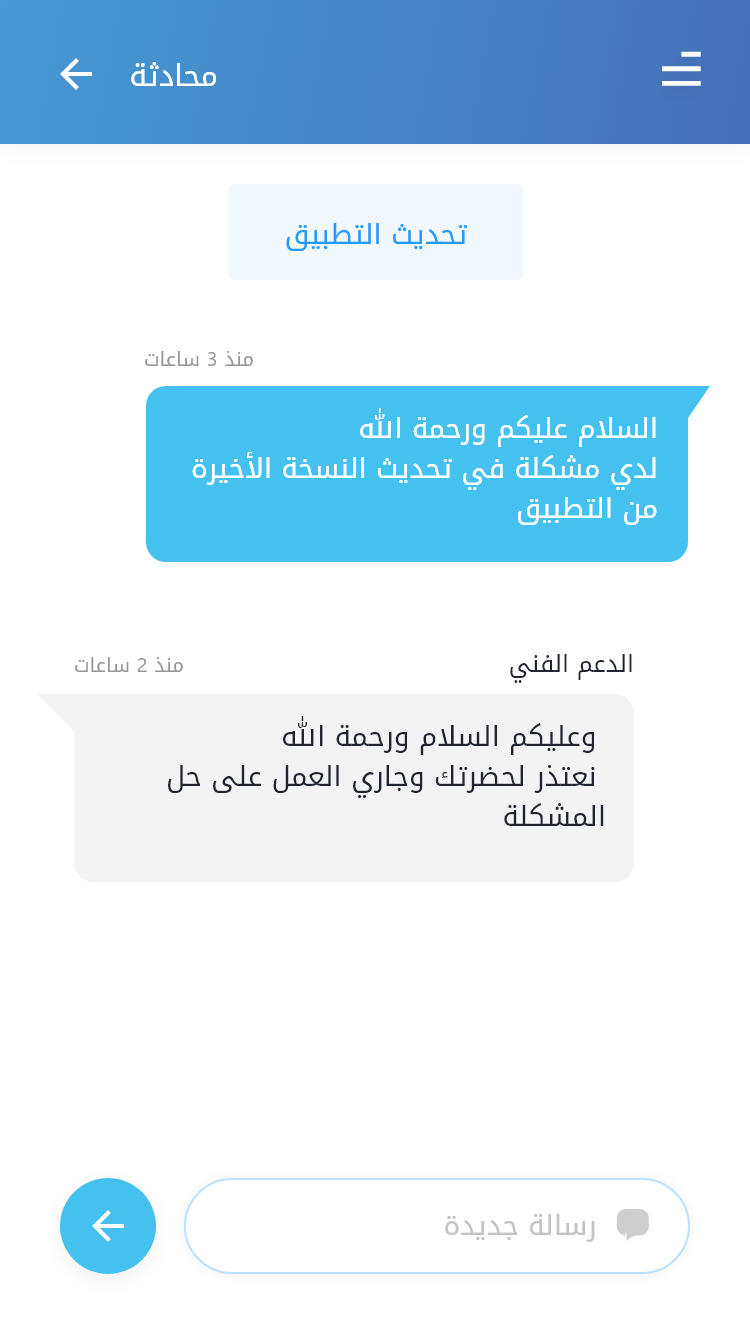 محادثة
تحديث التطبيق
منذ 3 ساعات
السلام عليكم ورحمة الله
لدي مشكلة في تحديث النسخة الأخيرة
من التطبيق
الدعم الفني
منذ 2 ساعات
وعليكم السلام ورحمة الله
نعتذر لحضرتك وجاري العمل على حل
المشكلة
رسالة جديدة